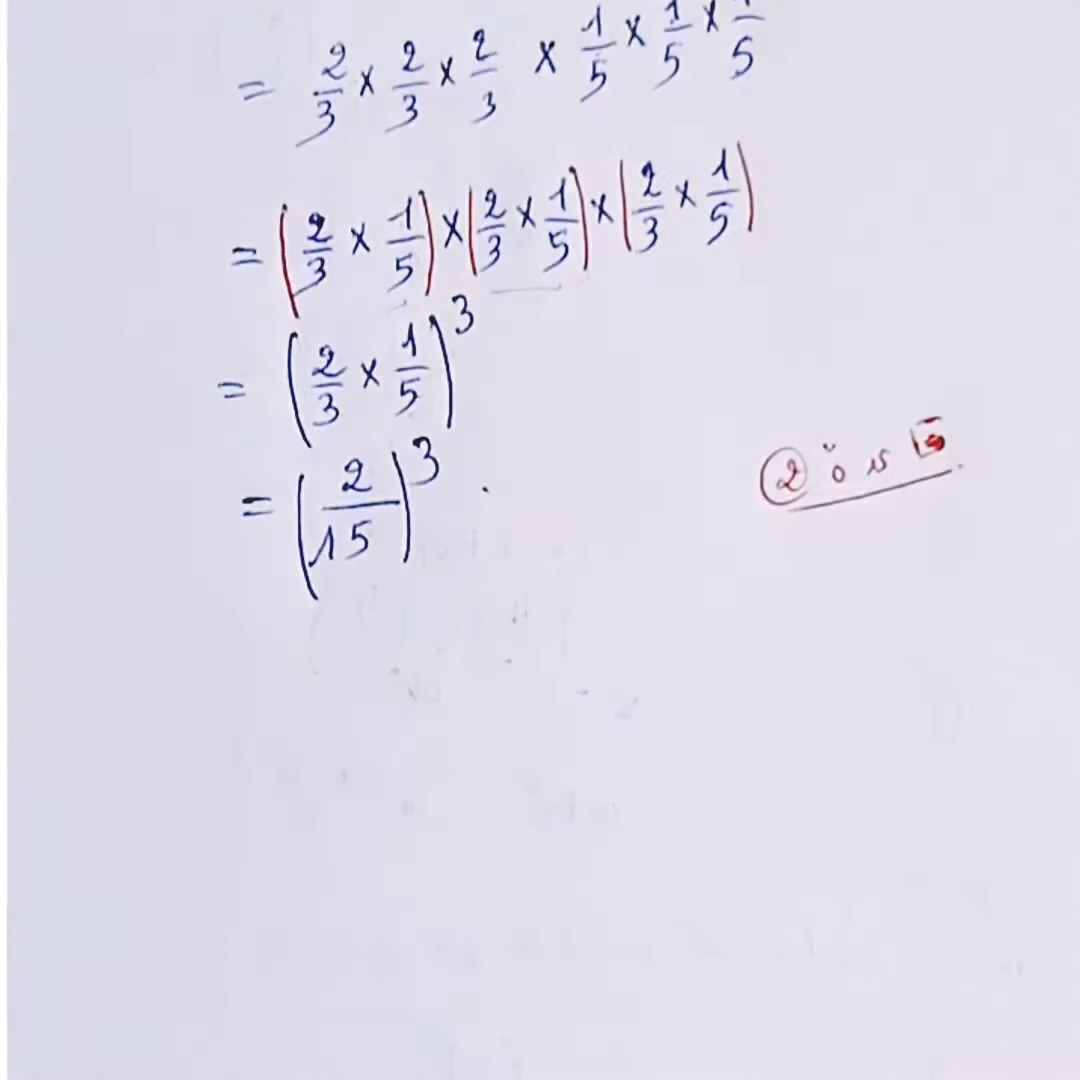 = 2/3 × 2/3 × 2/3 × 1/5 × 1/5 × 1/5
= (2/3 × 1/5) × (2/3 × 1/5) × (2/3 × 1/5)
= (2/3 × 1/5)³
= (2/15)³.
2